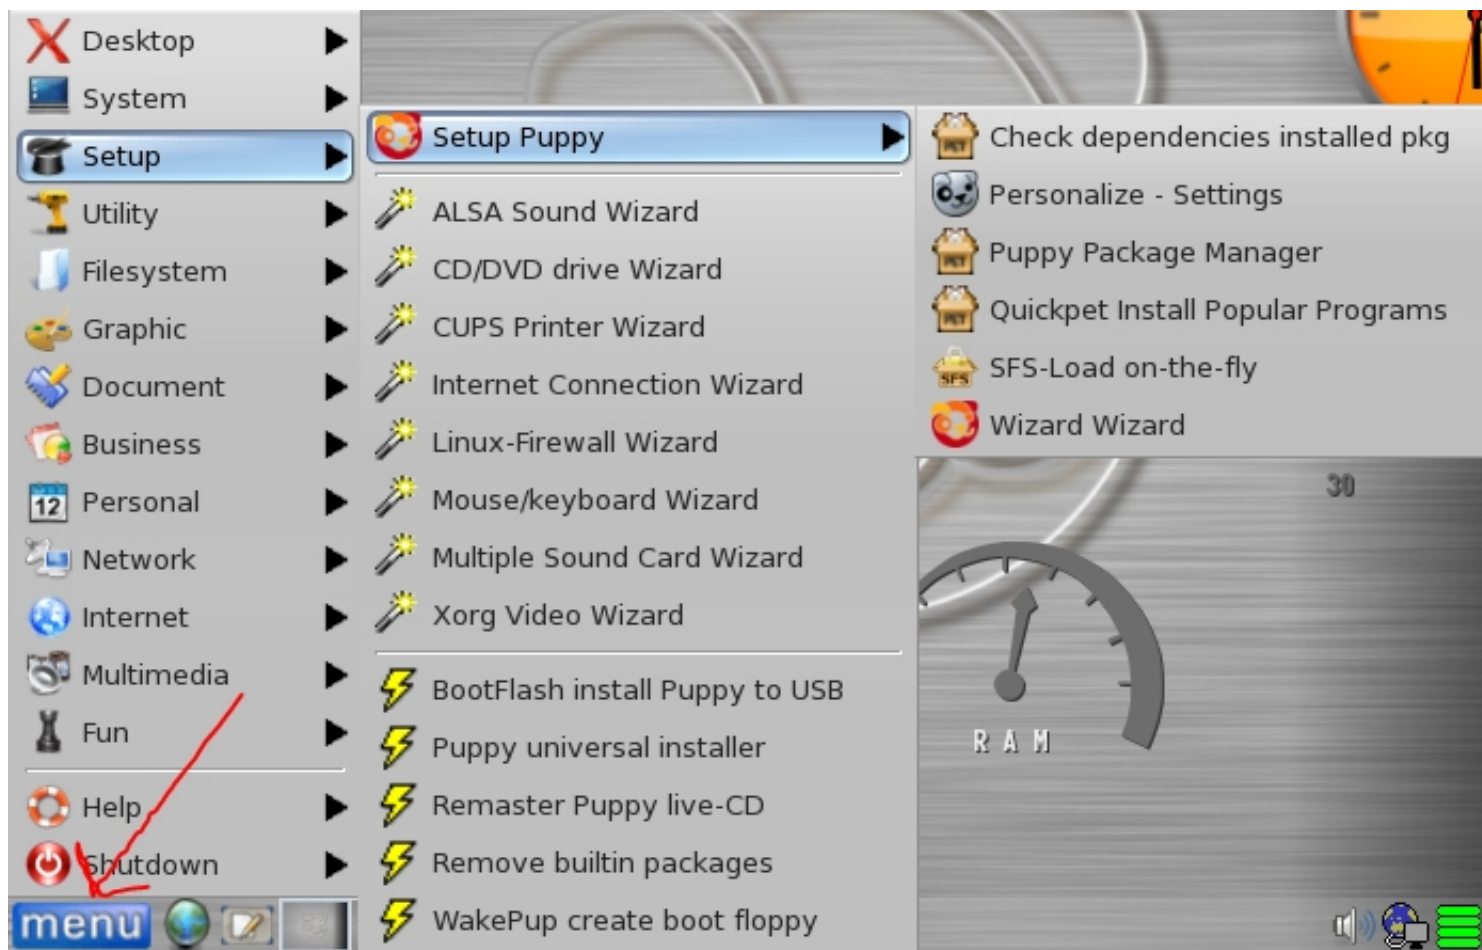 Desktop
System
Setup
Utility
Filesystem
Graphic
Document
Business
12
Personal
Network
Internet
Multimedia
Fun
Help
Shutdown
menu
Setup Puppy
ALSA Sound Wizard
CD/DVD drive Wizard
CUPS Printer Wizard
Internet Connection Wizard
Linux-Firewall Wizard
Mouse/keyboard Wizard
Multiple Sound Card Wizard
Xorg Video Wizard
BootFlash install Puppy to USB
Puppy universal installer
Remaster Puppy live-CD
Remove builtin packages
WakePup create boot floppy
PET
Check dependencies installed pkg
Personalize - Settings
PET
Puppy Package Manager
PET
Quickpet Install Popular Programs
SFS
SFS-Load on-the-fly
Wizard Wizard
30
RAM